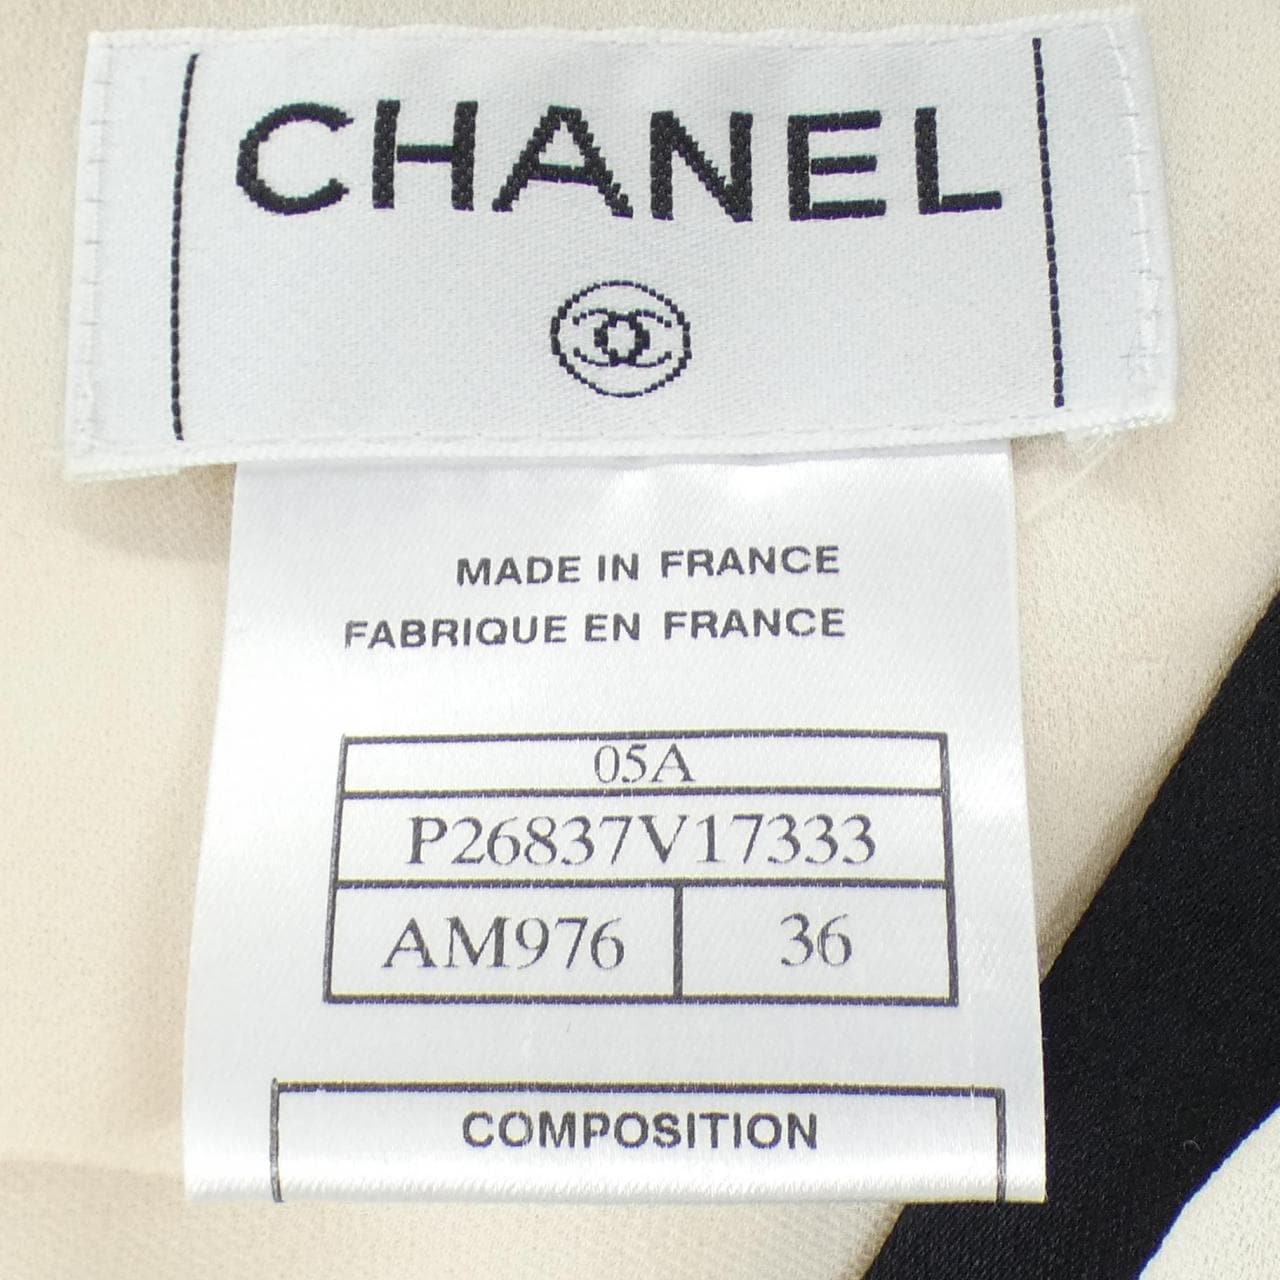 CHANEL
MADE IN FRANCE
FABRIQUE EN FRANCE
05A
P26837V17333
AM976 36
COMPOSITION